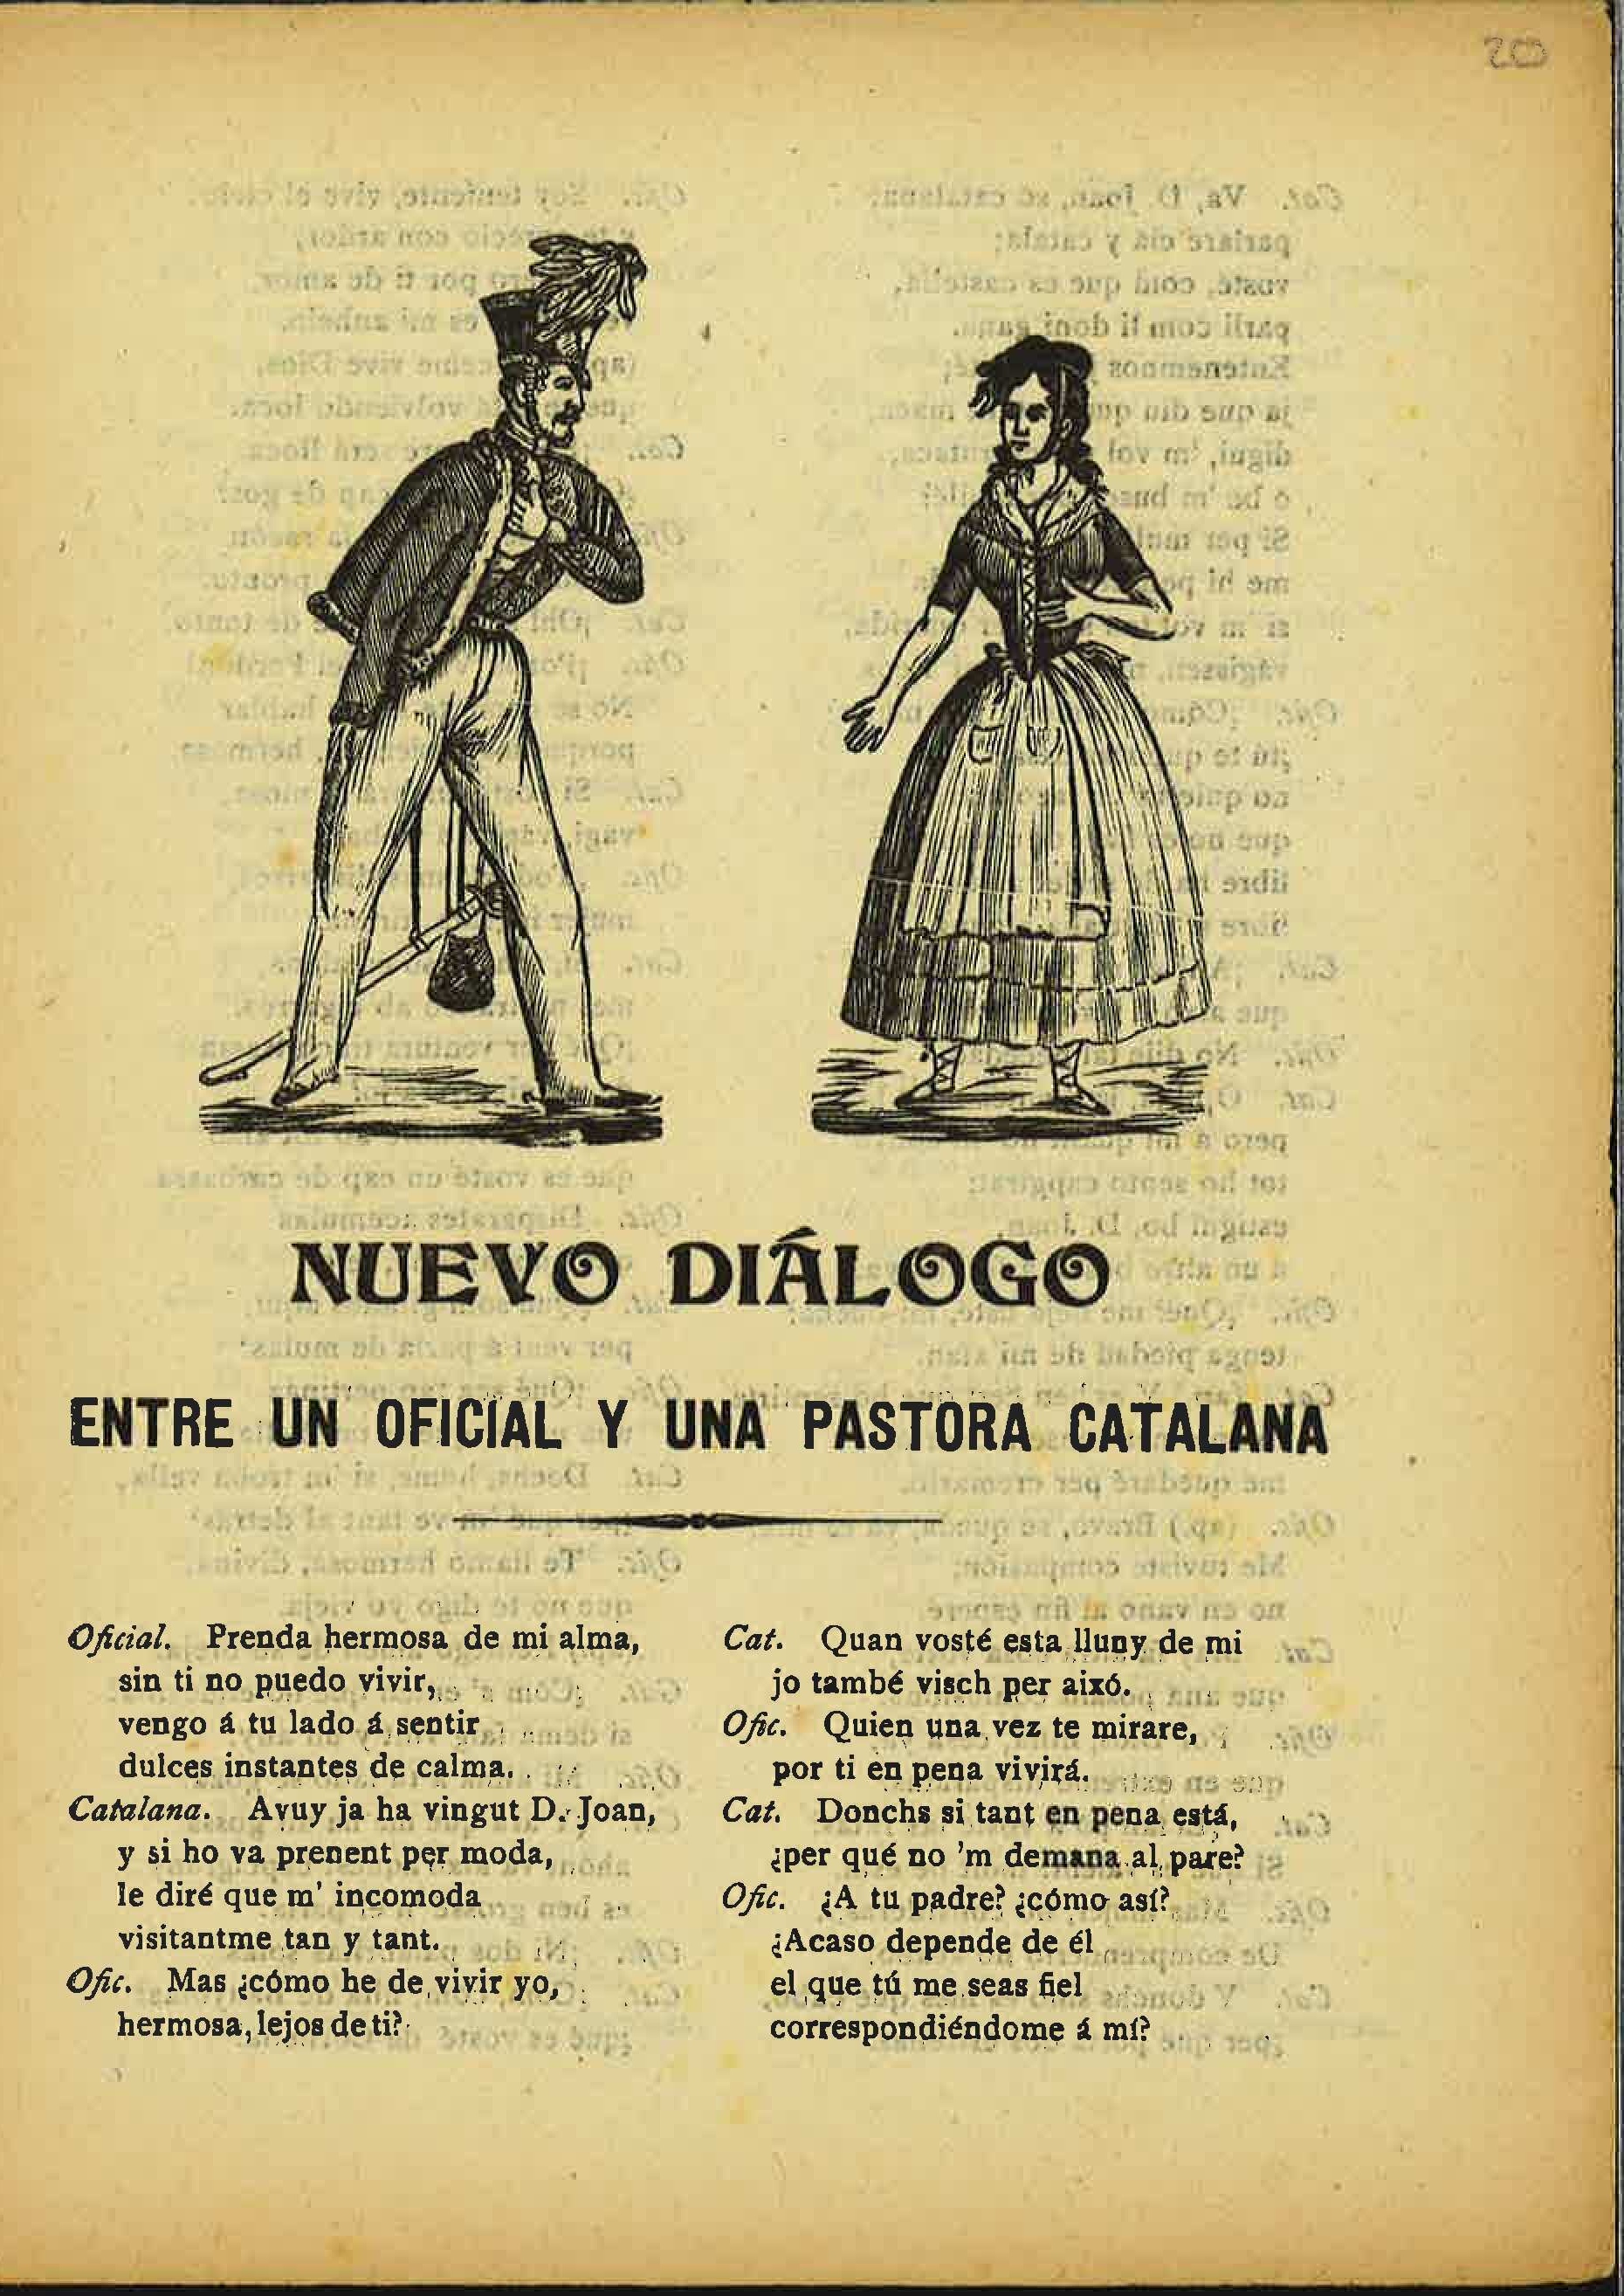 20
NUEVO DIÁLOGO
ENTRE UN OFICIAL Y UNA PASTORA CATALANA
Oficial. Prenda hermosa de mi alma,
sin ti no puedo vivir,
vengo á tu lado á sentir
dulces instantes de calma.
Catalana. Avuy ja ha vingut D. Joan,
y si ho va prenent per moda,
le diré que m' incomoda
visitantme tan y tant.
Ofic. Mas ¿cómo he de vivir yo,
hermosa, lejos de ti?
Cat. Quan vosté esta lluny de mi
jo també visch per aixó.
Ofic. Quien una vez te mirare,
por ti en pena vivirá.
Cat. Donchs si tant en pena está,
¿per qué no 'm demana al pare?
Ofic. ¿A tu padre? ¿cómo así?
¿Acaso depende de él
el que tú me seas fiel
correspondiéndome á mí?